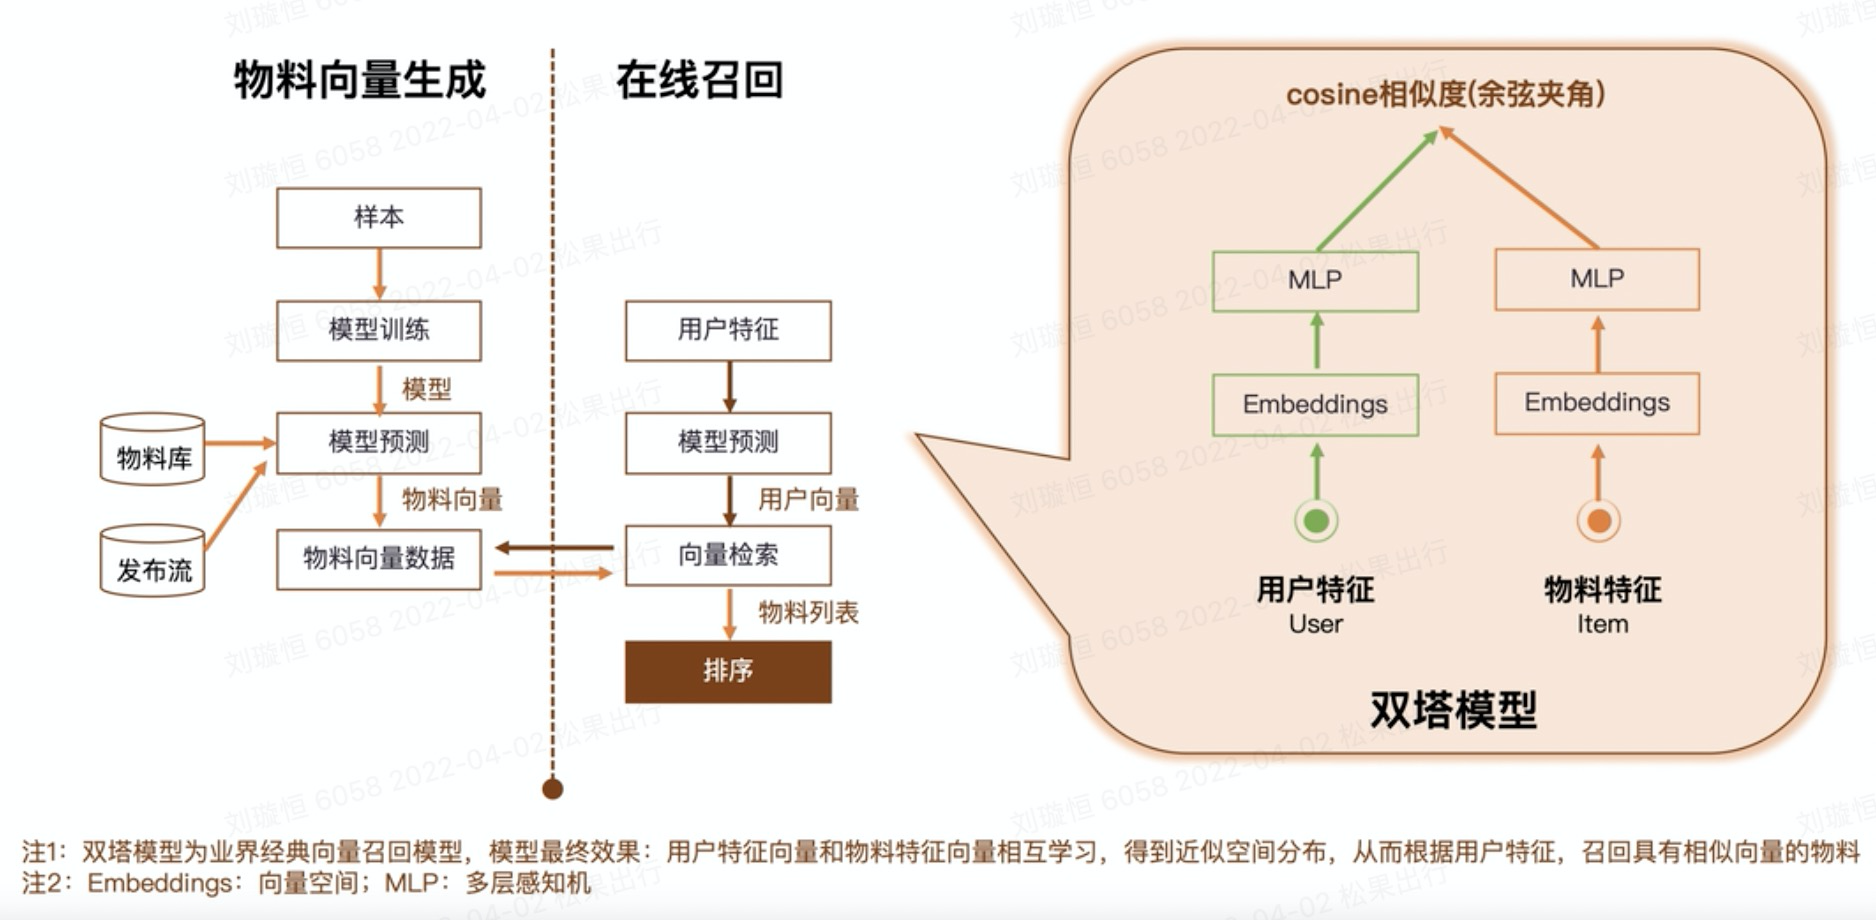 物料向量生成
在线召回
样本
模型训练
模型
物料库
模型预测
物料向量
发布流
物料向量数据
用户特征
模型预测
用户向量
向量检索
物料列表
排序
cosine相似度(余弦夹角)
MLP
MLP
Embeddings
Embeddings
用户特征
User
物料特征
Item
双塔模型
注1：双塔模型为业界经典向量召回模型，模型最终效果：用户特征向量和物料特征向量相互学习，得到近似空间分布，从而根据用户特征，召回具有相似向量的物料
注2：Embeddings：向量空间；MLP：多层感知机
刘璇恒 6058 2022-04-02 松果出行